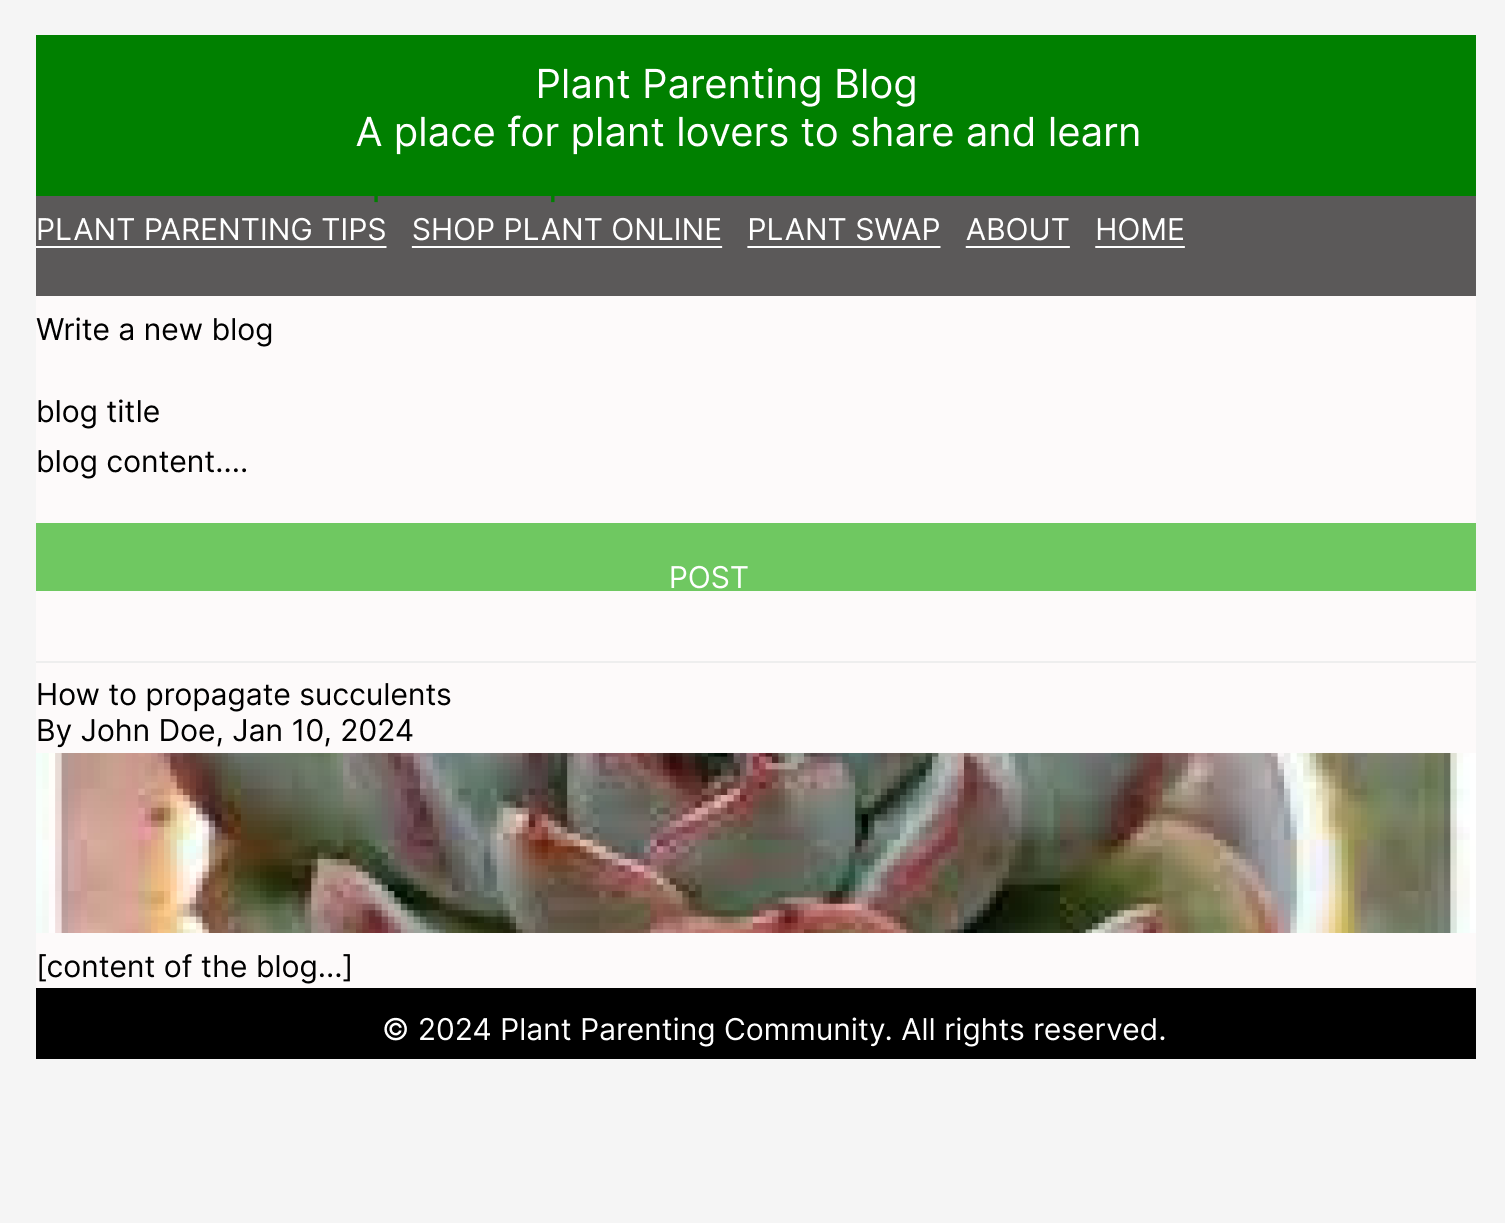 Plant Parenting Blog
A place for plant lovers to share and learn
PLANT PARENTING TIPS SHOP PLANT ONLINE PLANT SWAP ABOUT HOME
Write a new blog
blog title
blog content....
POST
How to propagate succulents
By John Doe, Jan 10, 2024
[content of the blog...]
© 2024 Plant Parenting Community. All rights reserved.